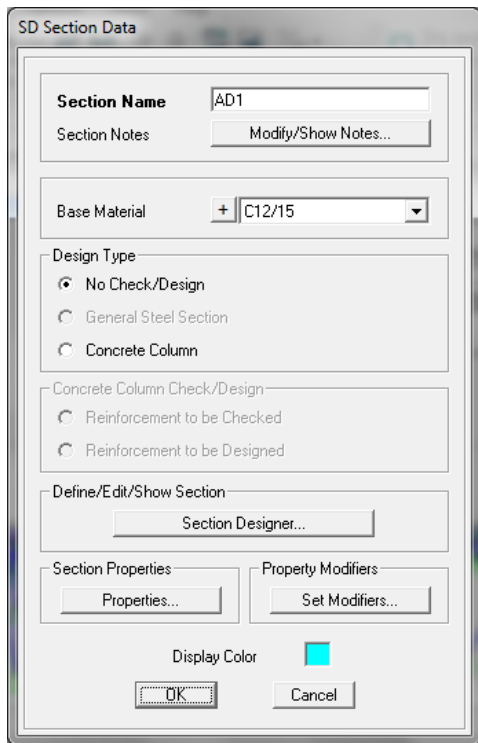 SD Section Data
Section Name AD1
Section Notes Modify/Show Notes...
Base Material + C12/15
Design Type
No Check/Design
General Steel Section
Concrete Column
Concrete Column Check/Design
Reinforcement to be Checked
Reinforcement to be Designed
Define/Edit/Show Section
Section Designer...
Section Properties Property Modifiers
Properties... Set Modifiers...
Display Color
OK Cancel